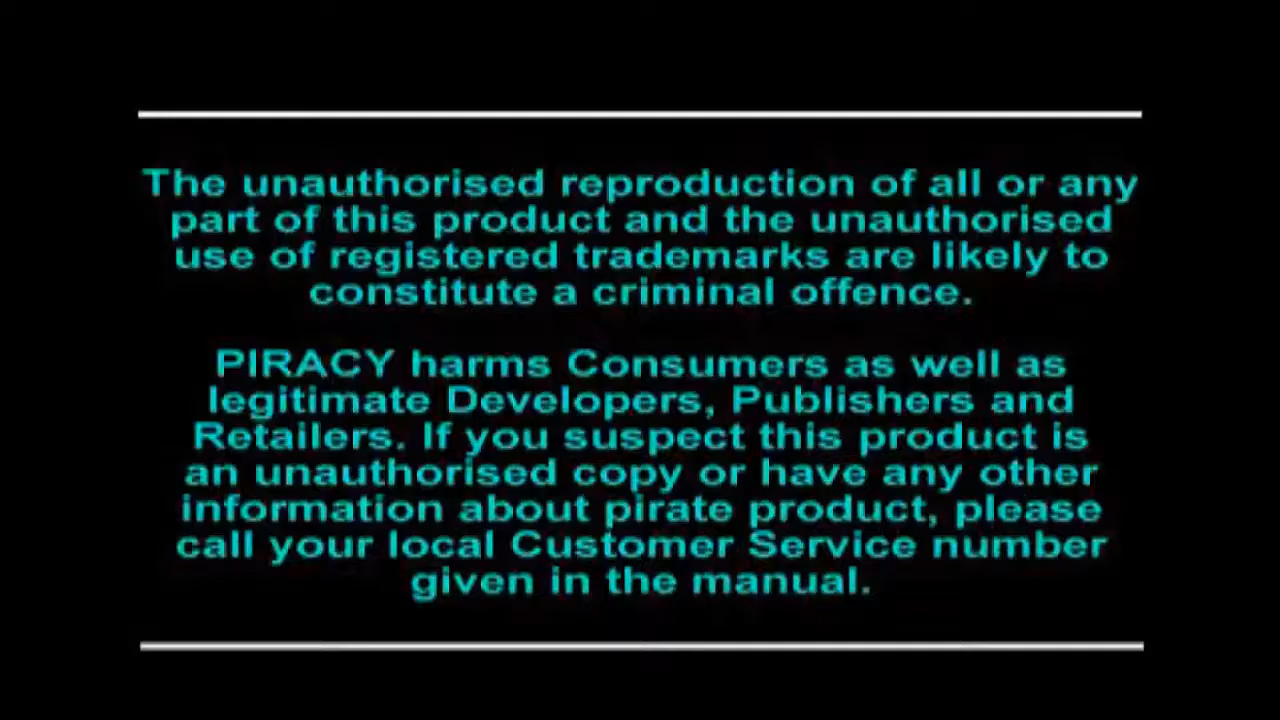 The unauthorised reproduction of all or any
part of this product and the unauthorised
use of registered trademarks are likely to
constitute a criminal offence.
PIRACY harms Consumers as well as
legitimate Developers, Publishers and
Retailers. If you suspect this product is
an unauthorised copy or have any other
information about pirate product, please
call your local Customer Service number
given in the manual.